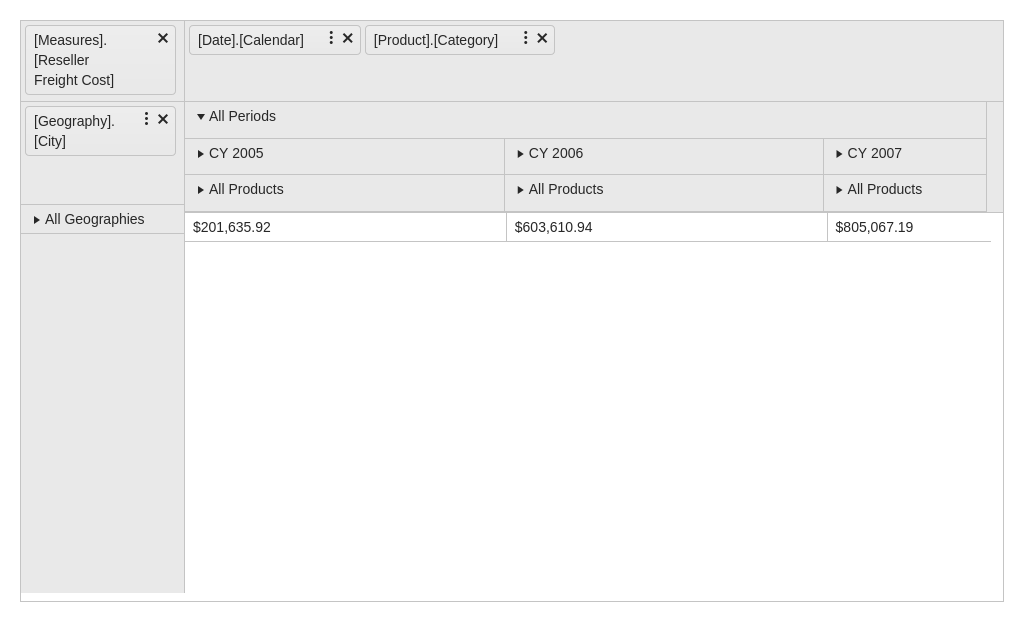 [Measures].
[Reseller
Freight Cost]
[Date].[Calendar]
[Product].[Category]
[Geography].
[City]
All Periods
CY 2005
CY 2006
CY 2007
All Products
All Products
All Products
All Geographies
$201,635.92
$603,610.94
$805,067.19